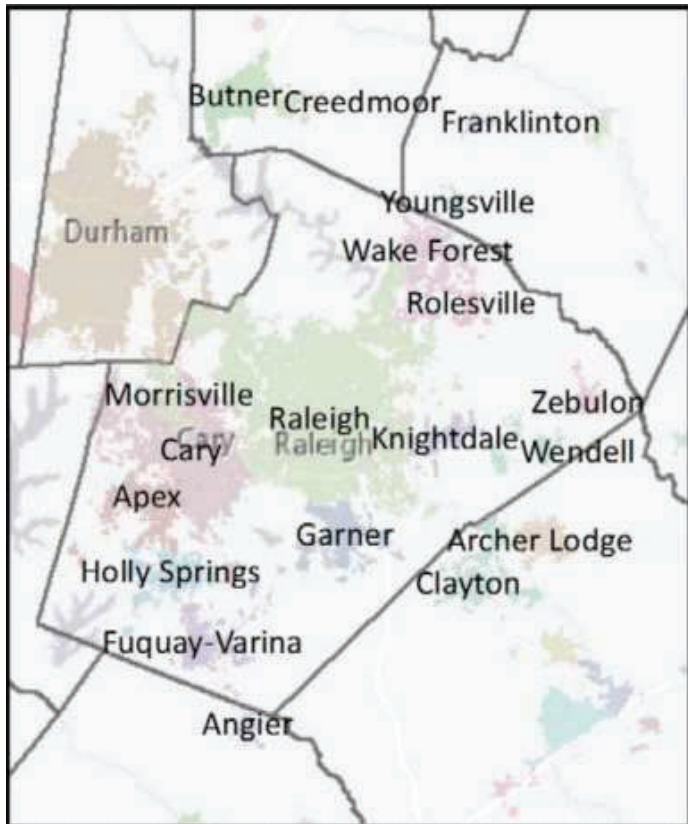 Butner
Creedmoor
Franklinton
Youngsville
Durham
Wake Forest
Rolesville
Morrisville
Zebulon
Raleigh
Cary
Raleigh
Knightdale
Cary
Wendell
Apex
Garner
Archer Lodge
Holly Springs
Clayton
Fuquay-Varina
Angier